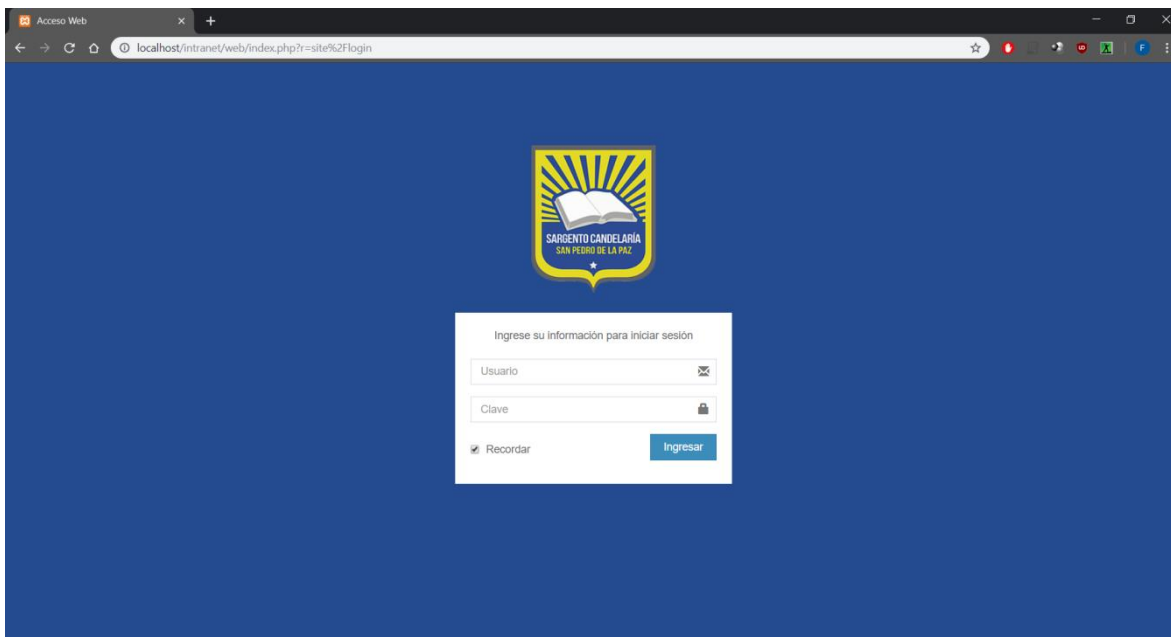 Acceso Web
localhost/intranet/web/index.php?r=site%2Flogin
F
SARGENTO CANDELARÍA
SAN PEDRO DE LA PAZ
Ingrese su información para iniciar sesión
Usuario
Clave
Recordar
Ingresar